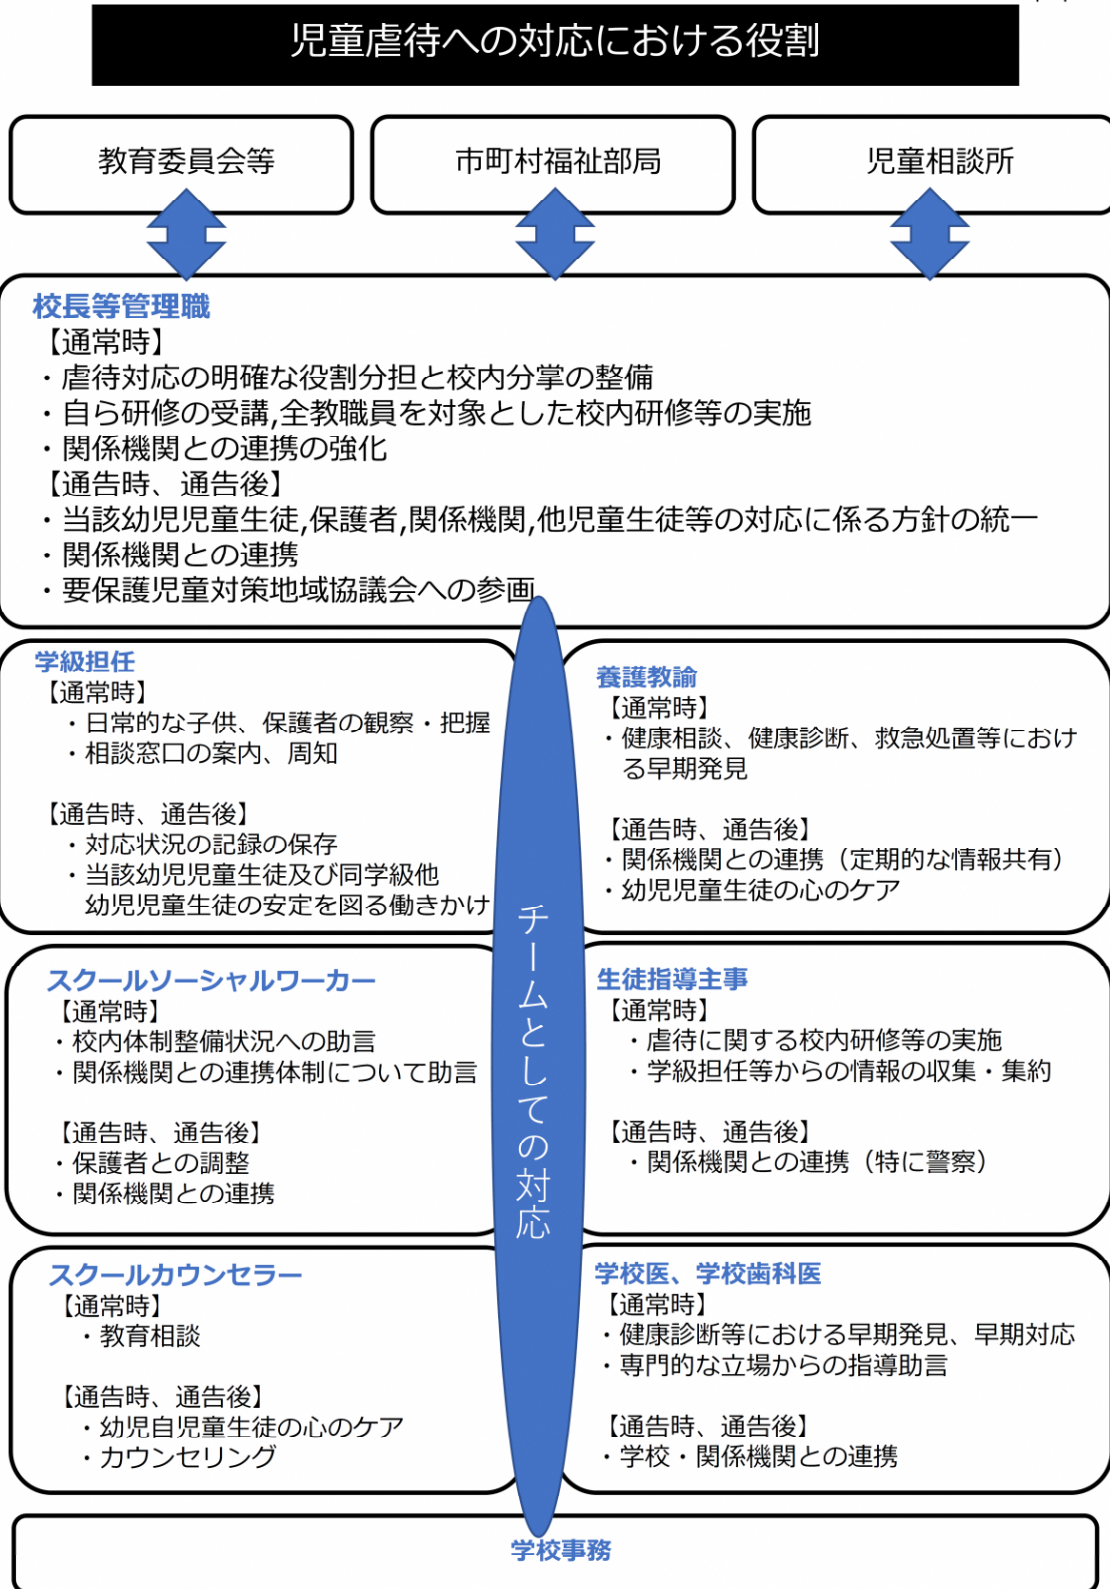 児童虐待への対応における役割
教育委員会等
市町村福祉部局
児童相談所
校長等管理職
【通常時】
・虐待対応の明確な役割分担と校内分掌の整備
・自ら研修の受講,全教職員を対象とした校内研修等の実施
・関係機関との連携の強化
【通告時、通告後】
・当該幼児児童生徒,保護者,関係機関,他児童生徒等の対応に係る方針の統一
・関係機関との連携
・要保護児童対策地域協議会への参画
学級担任
【通常時】
・日常的な子供、保護者の観察・把握
・相談窓口の案内、周知
【通告時、通告後】
・対応状況の記録の保存
・当該幼児児童生徒及び同学級他
幼児児童生徒の安定を図る働きかけ
養護教諭
【通常時】
・健康相談、健康診断、救急処置等におけ
る早期発見
【通告時、通告後】
・関係機関との連携（定期的な情報共有）
・幼児児童生徒の心のケア
チームとしての対応
スクールソーシャルワーカー
【通常時】
・校内体制整備状況への助言
・関係機関との連携体制について助言
【通告時、通告後】
・保護者との調整
・関係機関との連携
生徒指導主事
【通常時】
・虐待に関する校内研修等の実施
・学級担任等からの情報の収集・集約
【通告時、通告後】
・関係機関との連携（特に警察）
スクールカウンセラー
【通常時】
・教育相談
【通告時、通告後】
・幼児自児童生徒の心のケア
・カウンセリング
学校医、学校歯科医
【通常時】
・健康診断等における早期発見、早期対応
・専門的な立場からの指導助言
【通告時、通告後】
・学校・関係機関との連携
学校事務